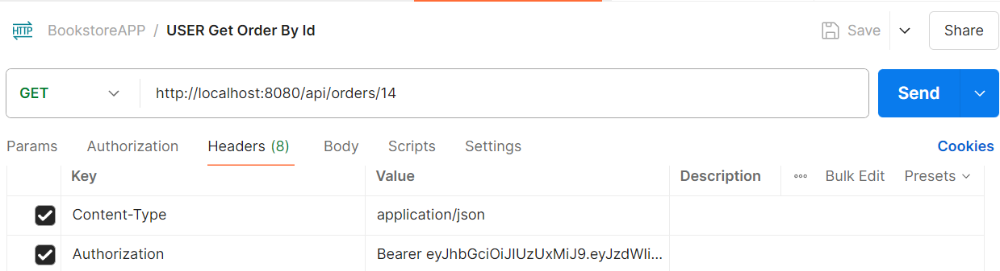 HTTP BookstoreAPP / USER Get Order By Id Save Share
GET http://localhost:8080/api/orders/14 Send
Params Authorization Headers (8) Body Scripts Settings Cookies
Key Value Description ••• Bulk Edit Presets
Content-Type application/json
Authorization Bearer eyJhbGciOiJIUzUxMiJ9.eyJzdWIi...